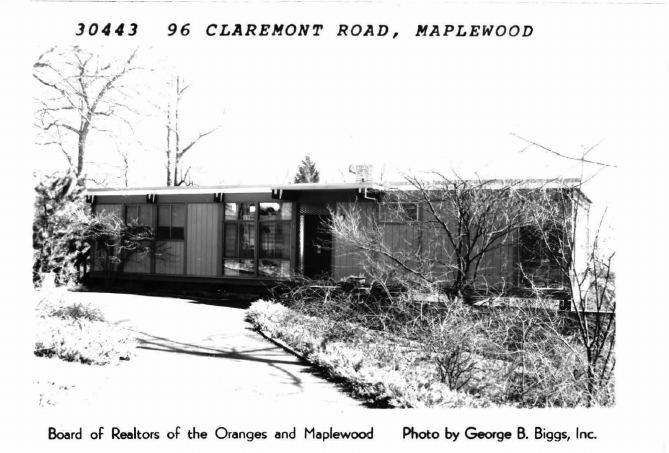 30443 96 CLAREMONT ROAD, MAPLEWOOD
Board of Realtors of the Oranges and Maplewood Photo by George B. Biggs, Inc.